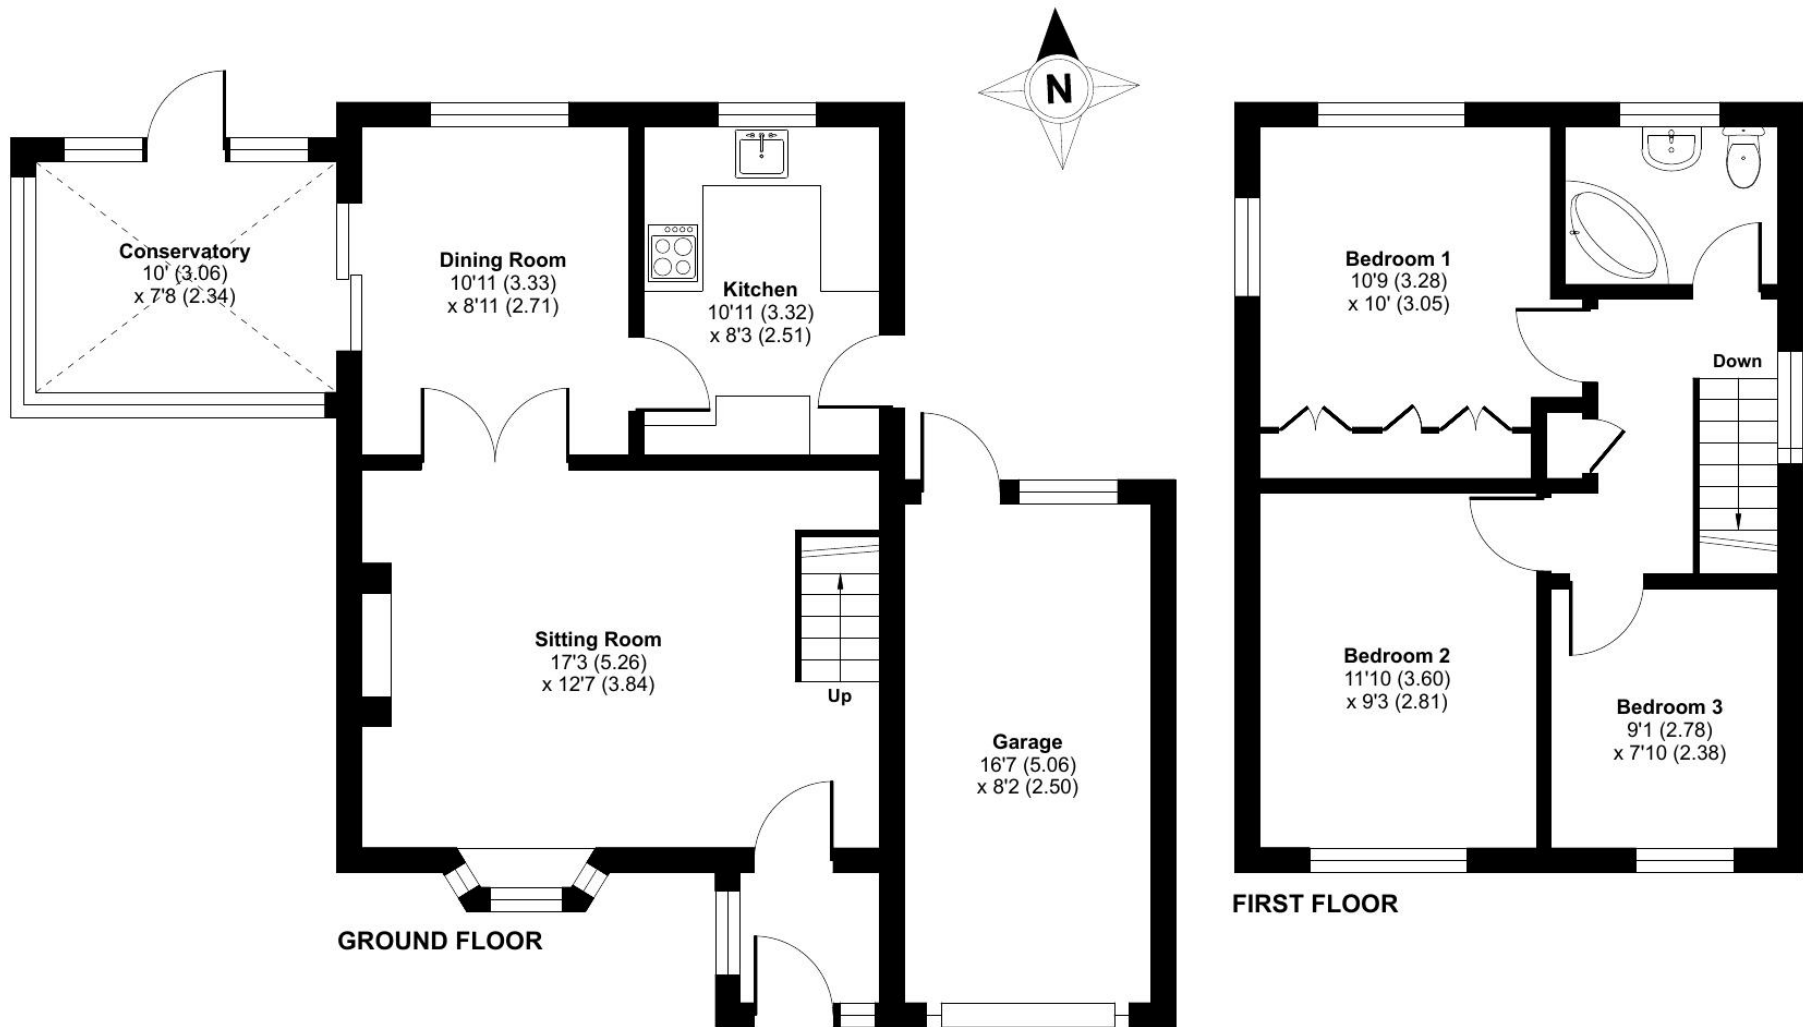 N
Conservatory
10' (3.06)
x 7'8 (2.34)
Dining Room
10'11 (3.33)
x 8'11 (2.71)
Kitchen
10'11 (3.32)
x 8'3 (2.51)
Sitting Room
17'3 (5.26)
x 12'7 (3.84)
Up
Garage
16'7 (5.06)
x 8'2 (2.50)
GROUND FLOOR
Bedroom 1
10'9 (3.28)
x 10' (3.05)
Down
Bedroom 2
11'10 (3.60)
x 9'3 (2.81)
Bedroom 3
9'1 (2.78)
x 7'10 (2.38)
FIRST FLOOR